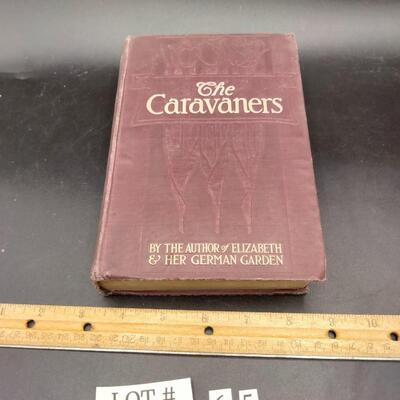 The
Caravaners
BY THE AUTHOR of ELIZABETH
& HER GERMAN GARDEN
LOT #